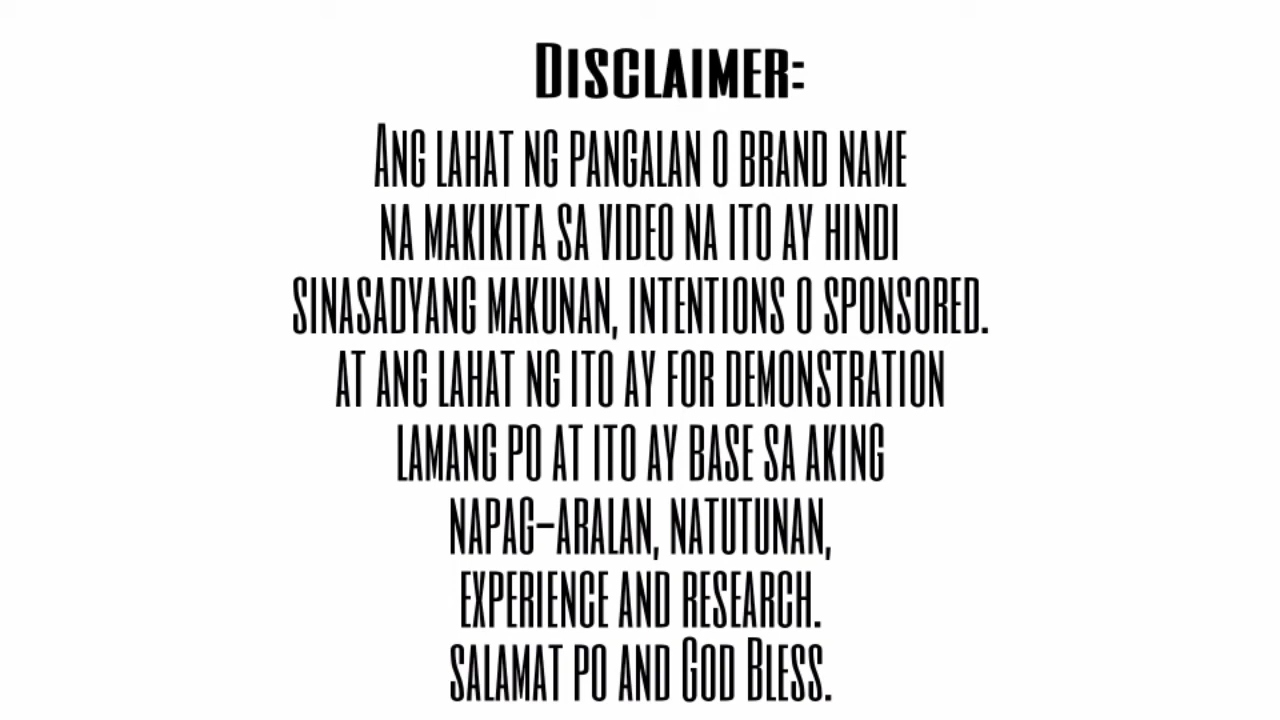 Disclaimer:
Ang lahat ng pangalan o brand name
na makikita sa video na ito ay hindi
sinasadyang makunan, intentions o sponsored.
at ang lahat ng ito ay for demonstration
lamang po at ito ay base sa aking
napag-aralan, natutunan,
experience and research.
salamat po and God Bless.